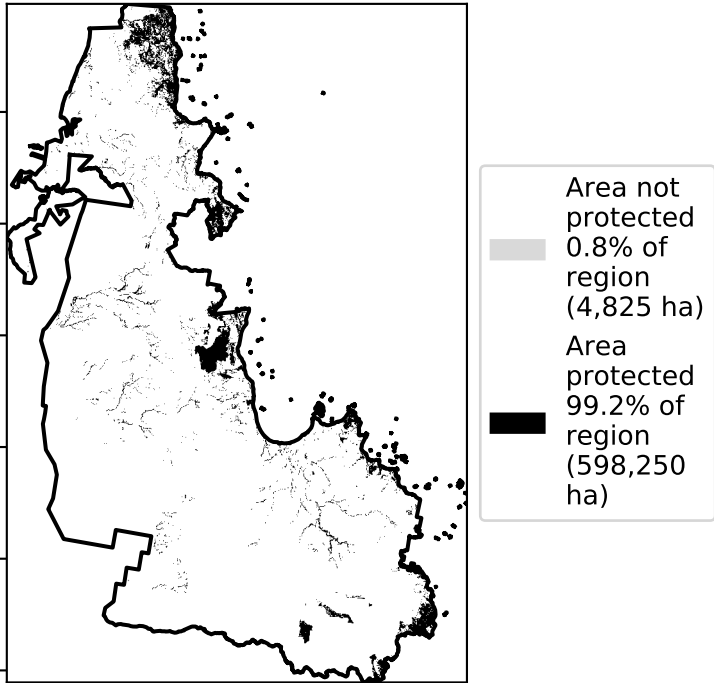 Area not
protected
0.8% of
region
(4,825 ha)
Area
protected
99.2% of
region
(598,250
ha)